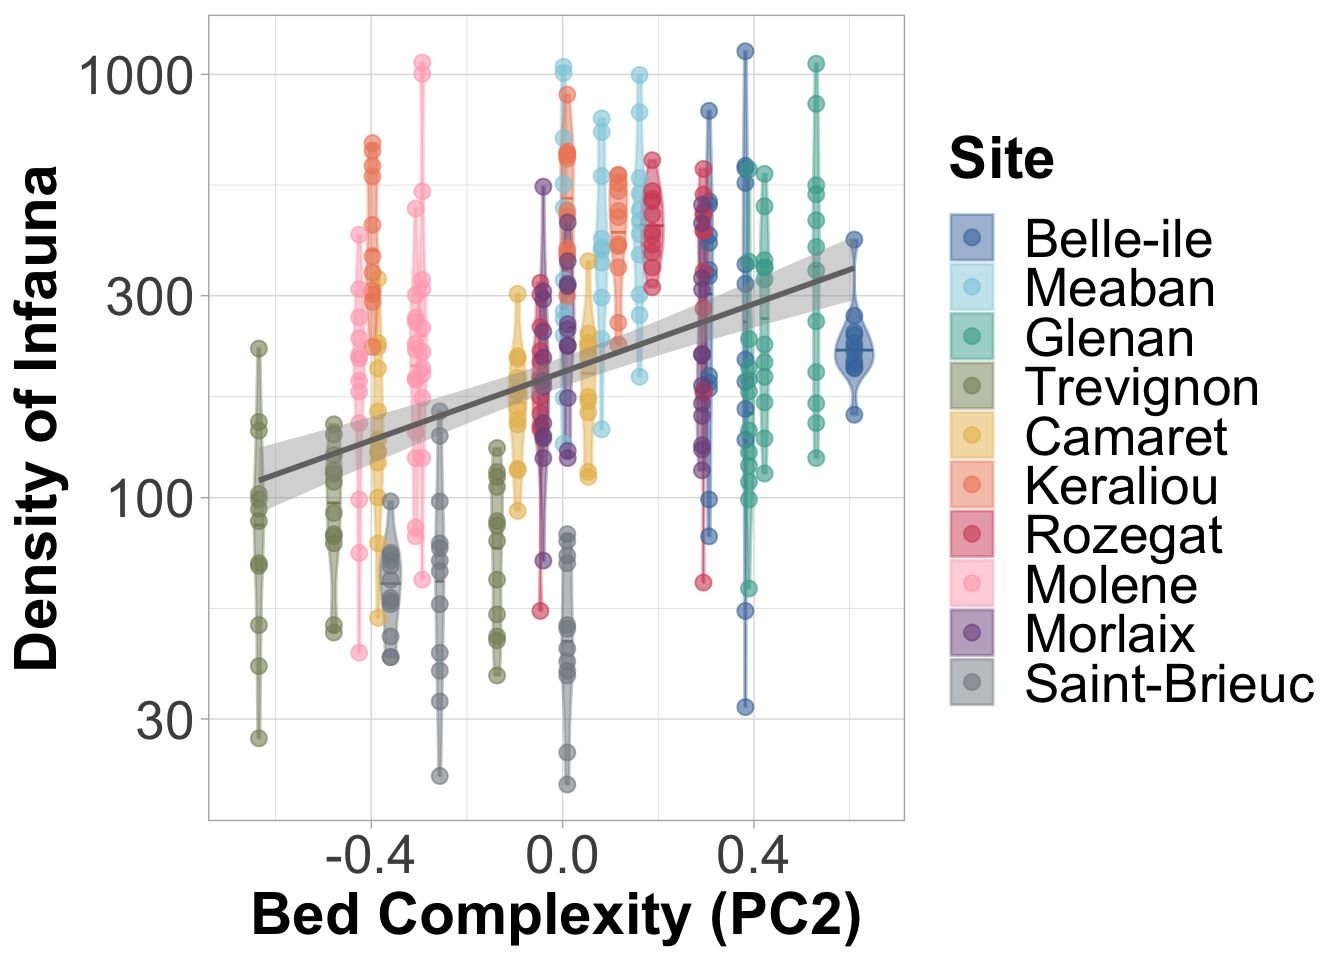 1000
300
100
30
Density of Infauna
-0.4 0.0 0.4
Bed Complexity (PC2)
Site
Belle-ile
Meaban
Glenan
Trevignon
Camaret
Keraliou
Rozegat
Molene
Morlaix
Saint-Brieuc